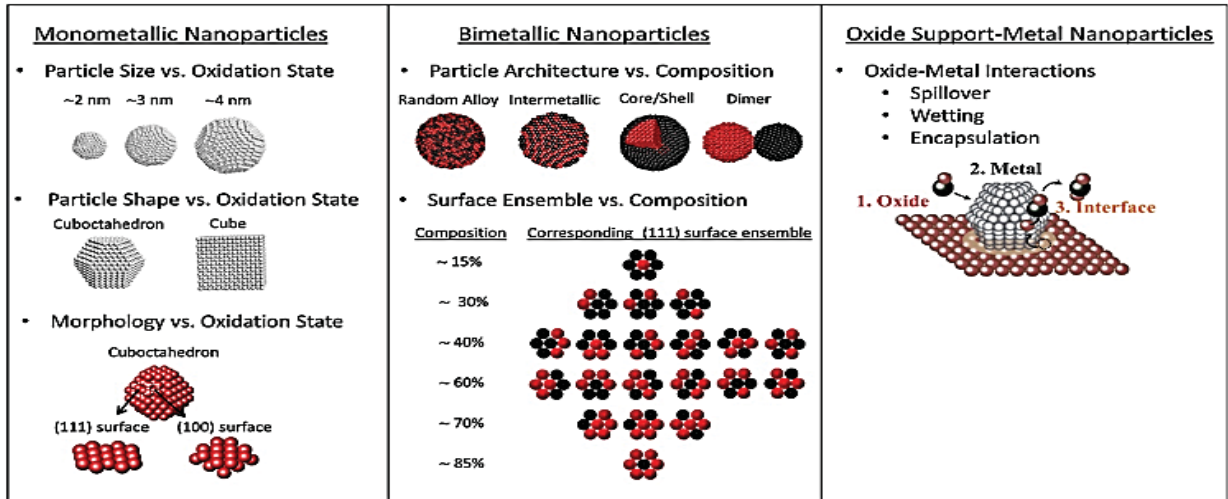 Monometallic Nanoparticles
• Particle Size vs. Oxidation State
~2 nm ~3 nm ~4 nm
• Particle Shape vs. Oxidation State
Cuboctahedron Cube
• Morphology vs. Oxidation State
Cuboctahedron
(111) surface (100) surface
Bimetallic Nanoparticles
• Particle Architecture vs. Composition
Random Alloy Intermetallic Core/Shell Dimer
• Surface Ensemble vs. Composition
Composition Corresponding (111) surface ensemble
~ 15%
~ 30%
~40%
~ 60%
~70%
~ 85%
Oxide Support-Metal Nanoparticles
• Oxide-Metal Interactions
• Spillover
• Wetting
• Encapsulation
2. Metal
1. Oxide
3. Interface